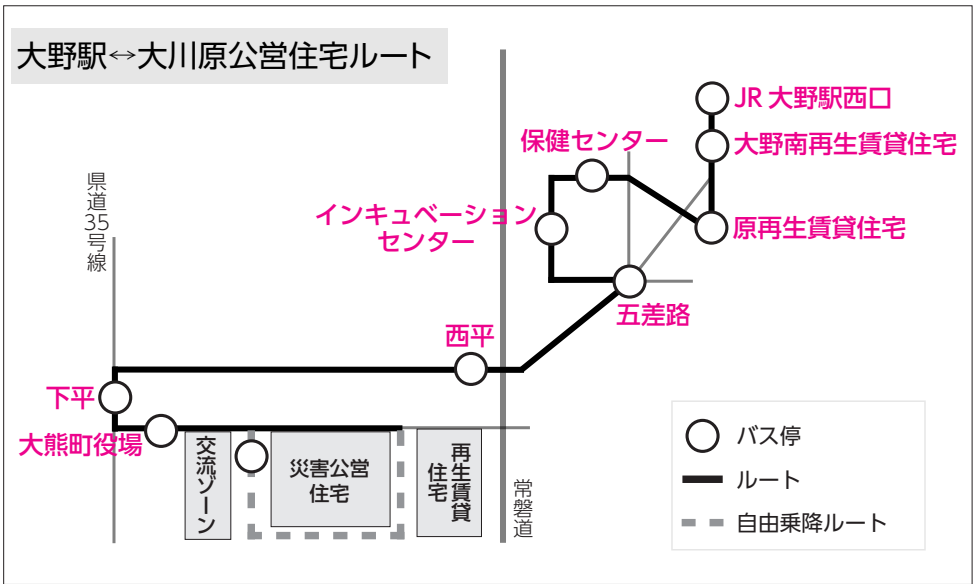 大野駅↔大川原公営住宅ルート
JR 大野駅西口
大野南再生賃貸住宅
保健センター
県道35号線
インキュベーション
センター
原再生賃貸住宅
五差路
西平
下平
大熊町役場
交流ゾーン
災害公営
住宅
再生賃貸
住宅
常磐道
バス停
ルート
自由乗降ルート